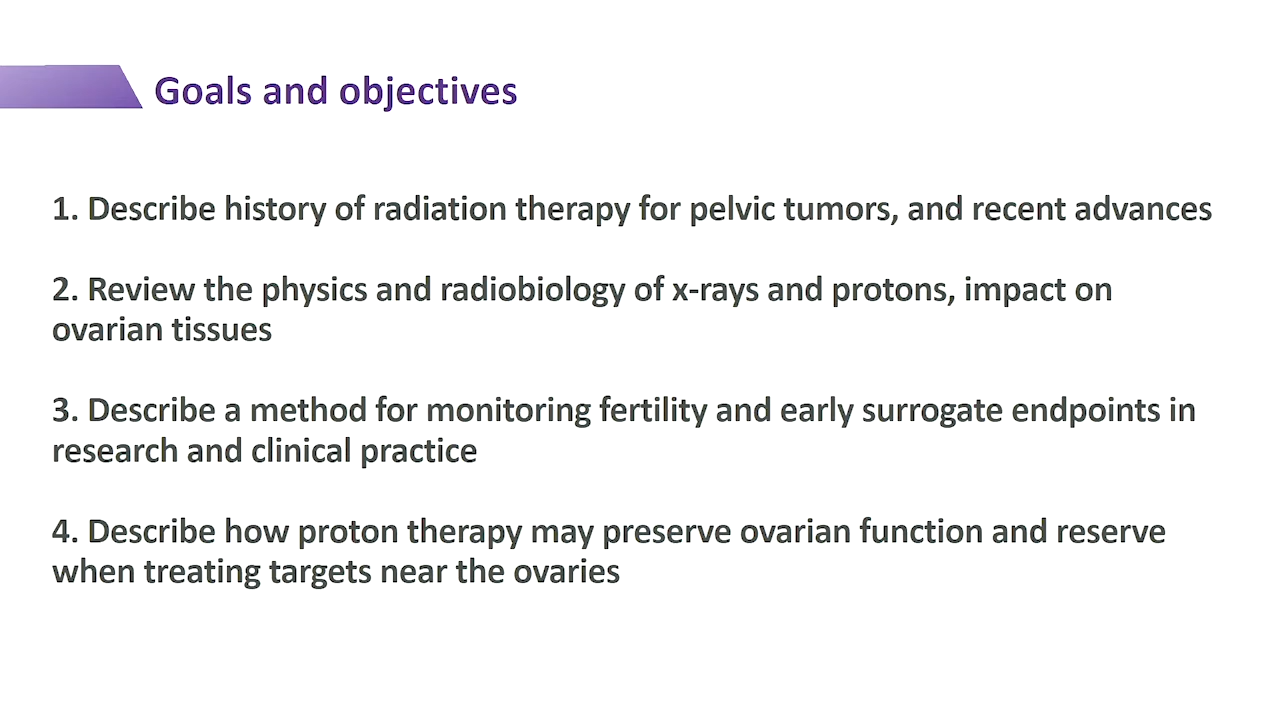 Goals and objectives
1. Describe history of radiation therapy for pelvic tumors, and recent advances
2. Review the physics and radiobiology of x-rays and protons, impact on
ovarian tissues
3. Describe a method for monitoring fertility and early surrogate endpoints in
research and clinical practice
4. Describe how proton therapy may preserve ovarian function and reserve
when treating targets near the ovaries